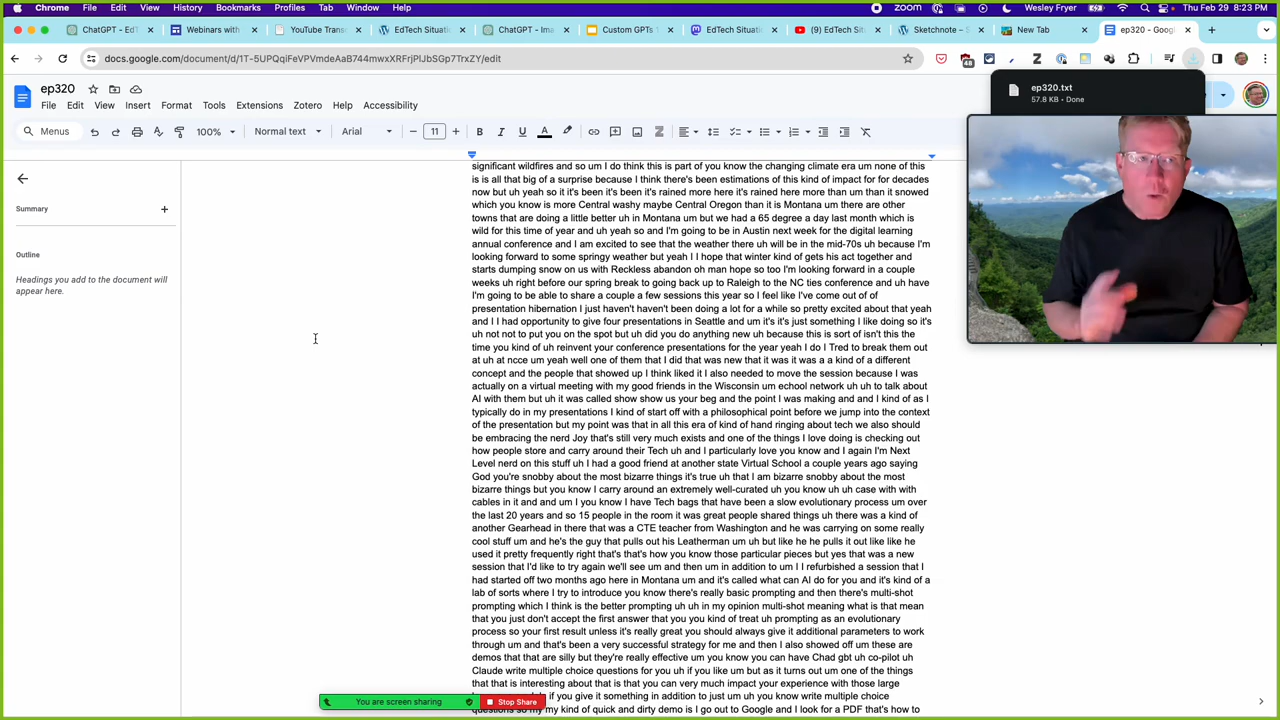 Chrome File Edit View History Bookmarks Profiles Tab Window Help zoom Wesley Fryer Thu Feb 29 8:23 PM
ChatGPT - EdTech Situat Webinars with YouTube Trans EdTech Situati ChatGPT - Ima Custom GPTs EdTech Situati (9) EdTech Situ Sketchnote – S New Tab ep320 - Googl
docs.google.com/document/d/1T-5UPQqiFeVPVmdeAaB744mwxXRFrjPlJbSGp7TrxZY/edit
48
ep320
ep320.txt
57.8 KB • Done
File Edit View Insert Format Tools Extensions Zotero Help Accessibility
Menus 100% Normal text Arial 11 B I U A
Summary
Outline
Headings you add to the document will
appear here.
significant wildfires and so um I do think this is part of you know the changing climate era um none of this
is is all that big of a surprise because I think there's been estimations of this kind of impact for for decades
now but uh yeah so it it's been it's been it's rained more here it's rained here more than um than it snowed
which you know is more Central washy maybe Central Oregon than it is Montana um there are other
towns that are doing a little better uh in Montana um but we had a 65 degree a day last month which is
wild for this time of year and uh yeah so and I'm going to be in Austin next week for the digital learning
annual conference and I am excited to see that the weather there uh will be in the mid-70s uh because I'm
looking forward to some springy weather but yeah I I hope that winter kind of gets his act together and
starts dumping snow on us with Reckless abandon oh man hope so too I'm looking forward in a couple
weeks uh right before our spring break to going back up to Raleigh to the NC ties conference and uh have
I'm going to be able to share a couple a few sessions this year so I feel like I've come out of of
presentation hibernation I just haven't haven't been doing a lot for a while so pretty excited about that yeah
and I I had opportunity to give four presentations in Seattle and um it's it's just something I like doing so it's
uh not not to put you on the spot but uh did you do anything new uh because this is sort of isn't this the
time you kind of uh reinvent your conference presentations for the year yeah I do I Tred to break them out
at uh at ncce um yeah well one of them that I did that was new that it was it was a a kind of a different
concept and the people that showed up I think liked it I also needed to move the session because I was
actually on a virtual meeting with my good friends in the Wisconsin um echool network uh uh to talk about
AI with them but uh it was called show show us your beg and the point I was making and and I kind of as I
typically do in my presentations I kind of start off with a philosophical point before we jump into the context
of the presentation but my point was that in all this era of kind of hand ringing about tech we also should
be embracing the nerd Joy that's still very much exists and one of the things I love doing is checking out
how people store and carry around their Tech uh and I particularly love you know and I again I'm Next
Level nerd on this stuff uh I had a good friend at another state Virtual School a couple years ago saying
God you're snobby about the most bizarre things it's true uh that I am bizarre snobby about the most
bizarre things but you know I carry around an extremely well-curated uh you know uh uh case with with
cables in it and and um I you know I have Tech bags that have been a slow evolutionary process um over
the last 20 years and so 15 people in the room it was great people shared things uh there was a kind of
another Gearhead in there that was a CTE teacher from Washington and he was carrying on some really
cool stuff um and he's the guy that pulls out his Leatherman um uh but like he he pulls it out like like he
used it pretty frequently right that's that's how you know those particular pieces but yes that was a new
session that I'd like to try again we'll see um and then um in addition to um I I refurbished a session that I
had started off two months ago here in Montana um and it's called what can AI do for you and it's kind of a
lab of sorts where I try to introduce you know there's really basic prompting and then there's multi-shot
prompting which I think is the better prompting uh uh in my opinion multi-shot meaning what is that mean
that you just don't accept the first answer that you you kind of treat uh prompting as an evolutionary
process so your first result unless it's really great you should always give it additional parameters to work
through um and that's been a very successful strategy for me and then I also showed off um these are
demos that that are silly but they're really effective um you know you can have Chad gbt uh co-pilot uh
Claude write multiple choice questions for you uh if you like um but as it turns out um one of the things
that that is interesting about that is that you can very much impact your experience with those large
if you give it something in addition to just um uh you know write multiple choice
questions so my my kind of quick and dirty demo is I go out to Google and I look for a PDF that's how to
You are screen sharing Stop Share